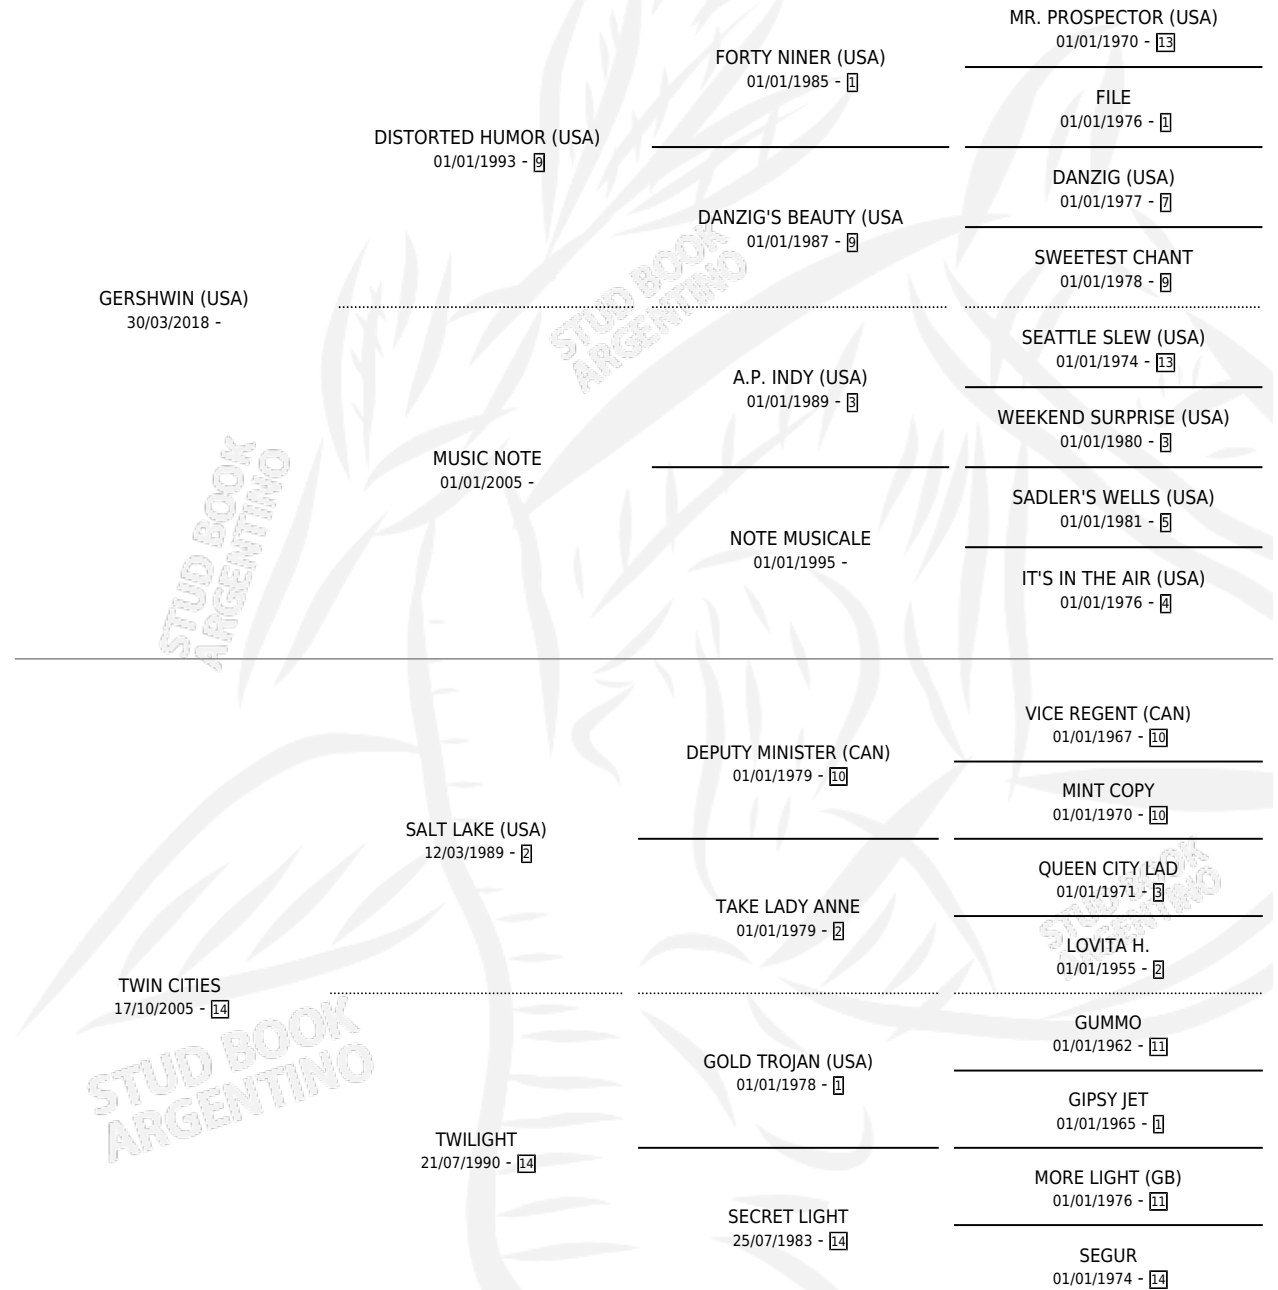 MR. PROSPECTOR (USA)
01/01/1970 - 13
FORTY NINER (USA)
01/01/1985 - 1
FILE
01/01/1976 - 1
DISTORTED HUMOR (USA)
01/01/1993 - 9
DANZIG (USA)
01/01/1977 - 7
DANZIG'S BEAUTY (USA
01/01/1987 - 9
SWEETEST CHANT
01/01/1978 - 9
GERSHWIN (USA)
30/03/2018 -
STUD BOOK
ARGENTINO
SEATTLE SLEW (USA)
01/01/1974 - 13
A.P. INDY (USA)
01/01/1989 - 3
WEEKEND SURPRISE (USA)
01/01/1980 - 3
MUSIC NOTE
01/01/2005 -
SADLER'S WELLS (USA)
01/01/1981 - 5
NOTE MUSICALE
01/01/1995 -
IT'S IN THE AIR (USA)
01/01/1976 - 4
STUD BOOK
ARGENTINO
VICE REGENT (CAN)
01/01/1967 - 10
DEPUTY MINISTER (CAN)
01/01/1979 - 10
MINT COPY
01/01/1970 - 10
SALT LAKE (USA)
12/03/1989 - 2
QUEEN CITY LAD
01/01/1971 - 3
TAKE LADY ANNE
01/01/1979 - 2
STUD BOOK
ARGENTINO
LOVITA H.
01/01/1955 - 2
TWIN CITIES
17/10/2005 - 14
STUD BOOK
ARGENTINO
GUMMO
01/01/1962 - 11
GOLD TROJAN (USA)
01/01/1978 - 1
GIPSY JET
01/01/1965 - 1
TWILIGHT
21/07/1990 - 14
MORE LIGHT (GB)
01/01/1976 - 11
SECRET LIGHT
25/07/1983 - 14
SEGUR
01/01/1974 - 14